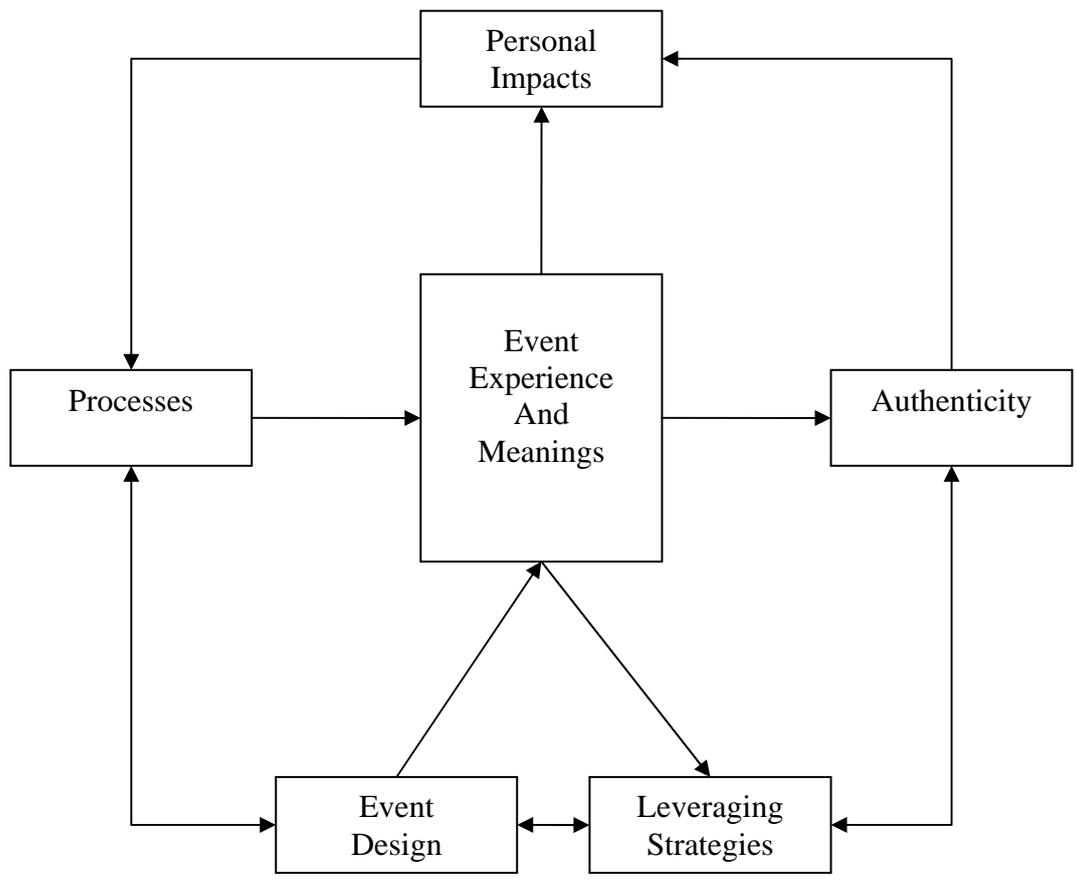 Personal
Impacts
Event
Experience
And
Meanings
Processes
Authenticity
Event
Design
Leveraging
Strategies